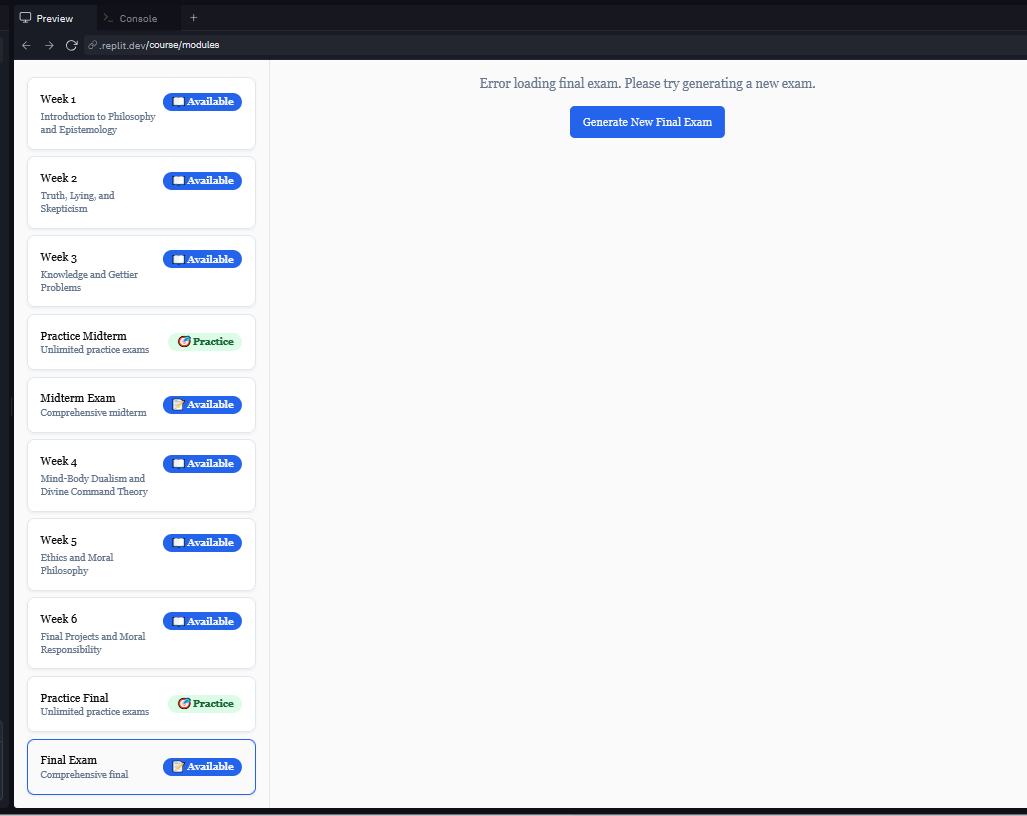 Preview
Console
.replit.dev/course/modules
Week 1
Available
Introduction to Philosophy
and Epistemology
Week 2
Available
Truth, Lying, and
Skepticism
Week 3
Available
Knowledge and Gettier
Problems
Practice Midterm
Practice
Unlimited practice exams
Midterm Exam
Available
Comprehensive midterm
Week 4
Available
Mind-Body Dualism and
Divine Command Theory
Week 5
Available
Ethics and Moral
Philosophy
Week 6
Available
Final Projects and Moral
Responsibility
Practice Final
Practice
Unlimited practice exams
Final Exam
Available
Comprehensive final
Error loading final exam. Please try generating a new exam.
Generate New Final Exam